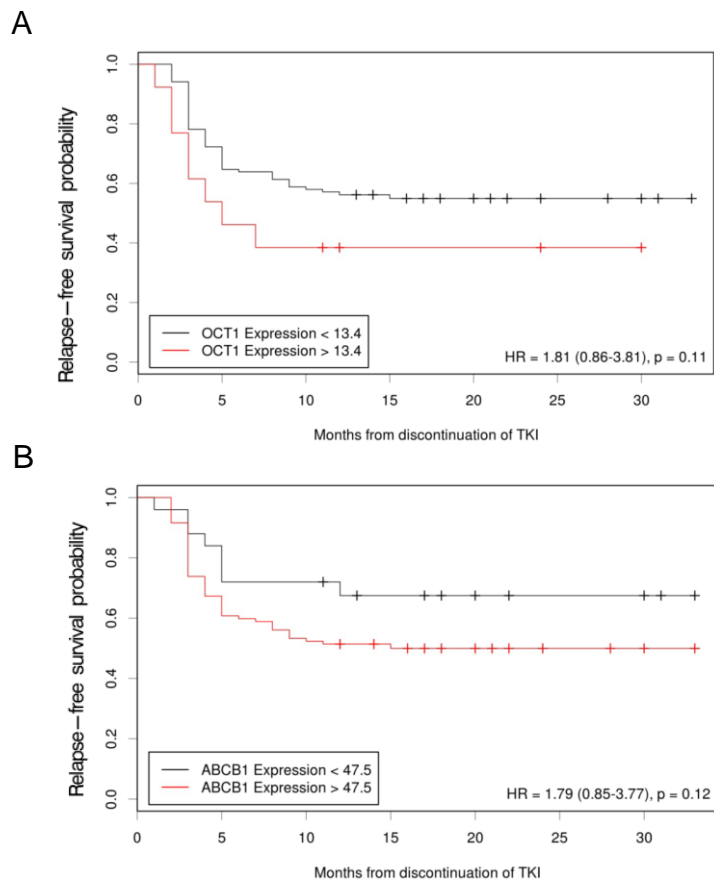 A
Relapse−free survival probability
1.0
0.8
0.6
0.4
0.2
0.0
OCT1 Expression < 13.4
OCT1 Expression > 13.4
HR = 1.81 (0.86-3.81), p = 0.11
0 5 10 15 20 25 30
Months from discontinuation of TKI
B
Relapse−free survival probability
1.0
0.8
0.6
0.4
0.2
0.0
ABCB1 Expression < 47.5
ABCB1 Expression > 47.5
HR = 1.79 (0.85-3.77), p = 0.12
0 5 10 15 20 25 30
Months from discontinuation of TKI